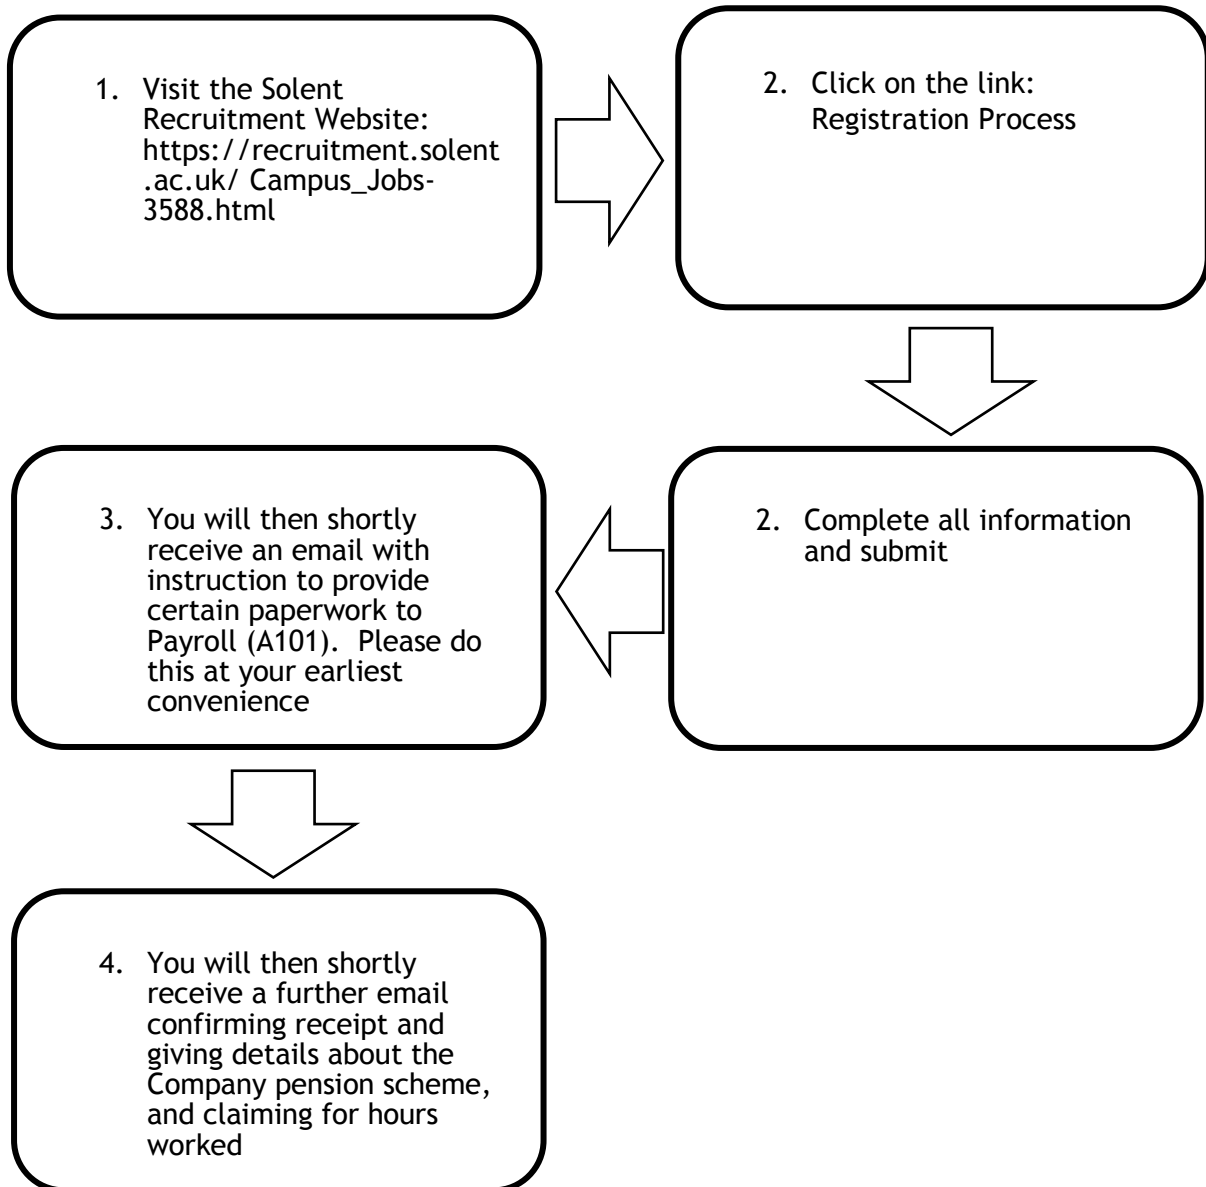 1. Visit the Solent
Recruitment Website:
https://recruitment.solent
.ac.uk/ Campus_Jobs-
3588.html
2. Click on the link:
Registration Process
2. Complete all information
and submit
3. You will then shortly
receive an email with
instruction to provide
certain paperwork to
Payroll (A101).  Please do
this at your earliest
convenience
4. You will then shortly
receive a further email
confirming receipt and
giving details about the
Company pension scheme,
and claiming for hours
worked